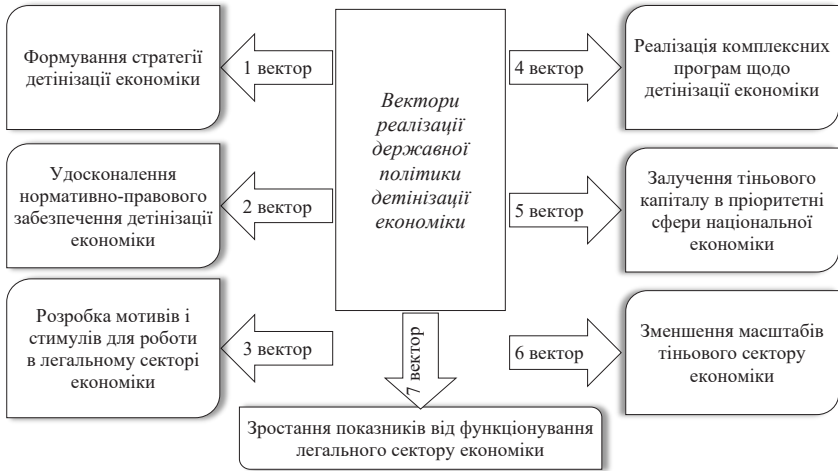 Формування стратегії
детінізації економіки
1 вектор
Удосконалення
нормативно-правового
забезпечення детінізації
економіки
2 вектор
Розробка мотивів і
стимулів для роботи
в легальному секторі
економіки
3 вектор
Вектори
реалізації
державної
політики
детінізації
економіки
4 вектор
Реалізація комплексних
програм щодо
детінізації економіки
5 вектор
Залучення тіньового
капіталу в пріоритетні
сфери національної
економіки
6 вектор
Зменшення масштабів
тіньового сектору
економіки
7 вектор
Зростання показників від функціонування
легального сектору економіки